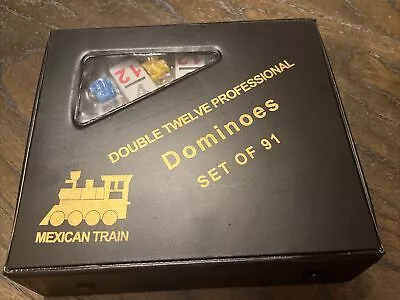 12
DOUBLE TWELVE PROFESSIONAL
Dominoes
SET OF 91
MEXICAN TRAIN